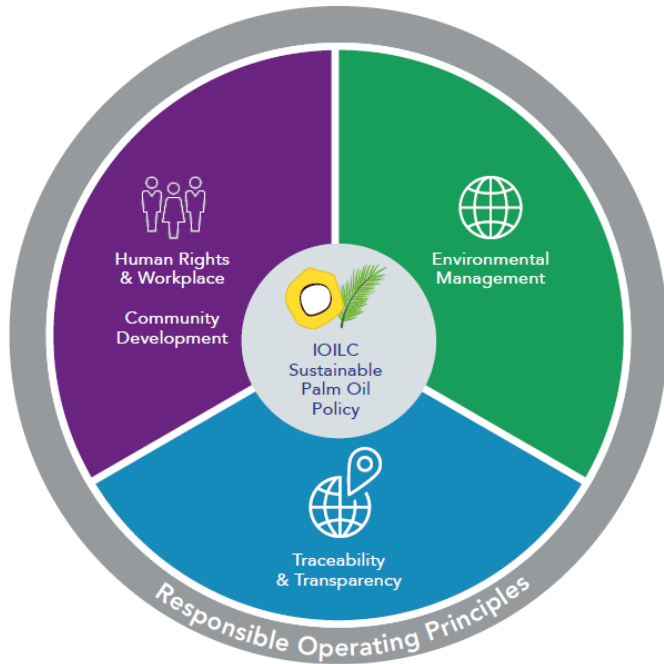 Human Rights
& Workplace
Community
Development
Environmental
Management
IOILC
Sustainable
Palm Oil
Policy
Traceability
& Transparency
Responsible Operating Principles